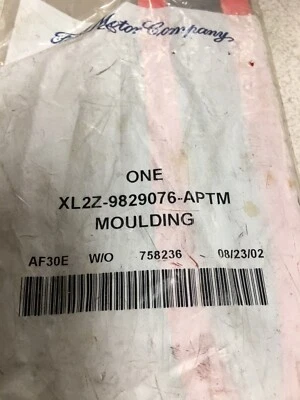 Motor Company
ONE
XL2Z-9829076-APTM
MOULDING
AF30E W/O 758236 08/23/02